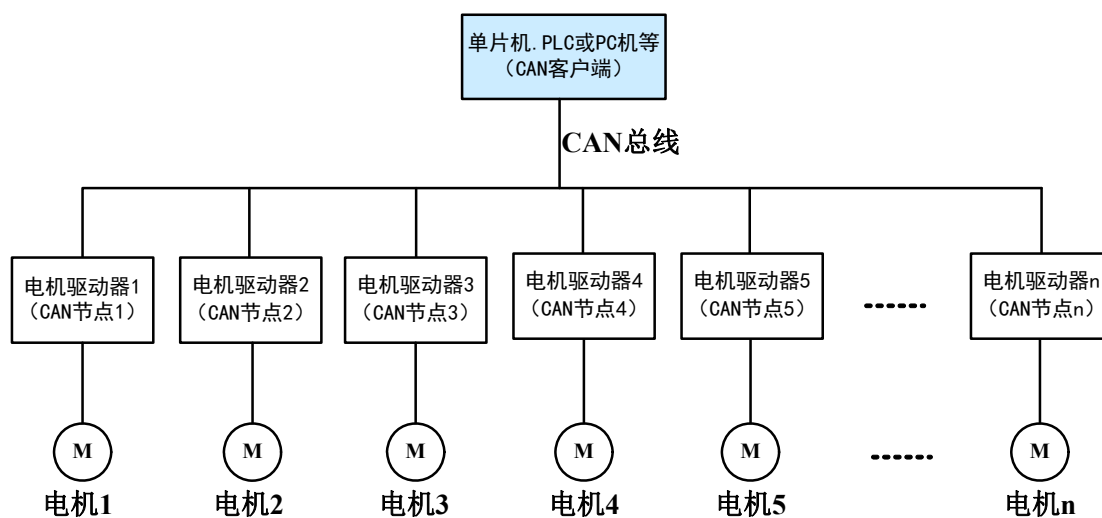 单片机.PLC或PC机等
（CAN客户端）
CAN总线
电机驱动器1
（CAN节点1）
电机驱动器2
（CAN节点2）
电机驱动器3
（CAN节点3）
电机驱动器4
（CAN节点4）
电机驱动器5
（CAN节点5）
电机驱动器n
（CAN节点n）
M
M
M
M
M
M
电机1
电机2
电机3
电机4
电机5
电机n